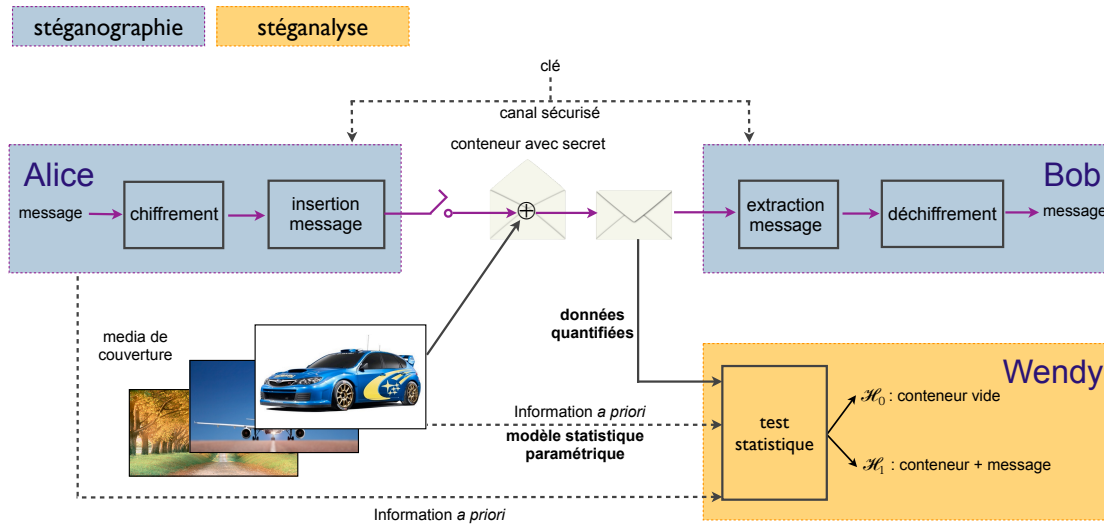 stéganographie
stéganalyse
clé
canal sécurisé
conteneur avec secret
Alice
message
chiffrement
insertion
message
Bob
extraction
message
déchiffrement
message
media de
couverture
données
quantifiées
Information a priori
modèle statistique
paramétrique
Information a priori
Wendy
test
statistique
ℋ0 : conteneur vide
ℋ1 : conteneur + message